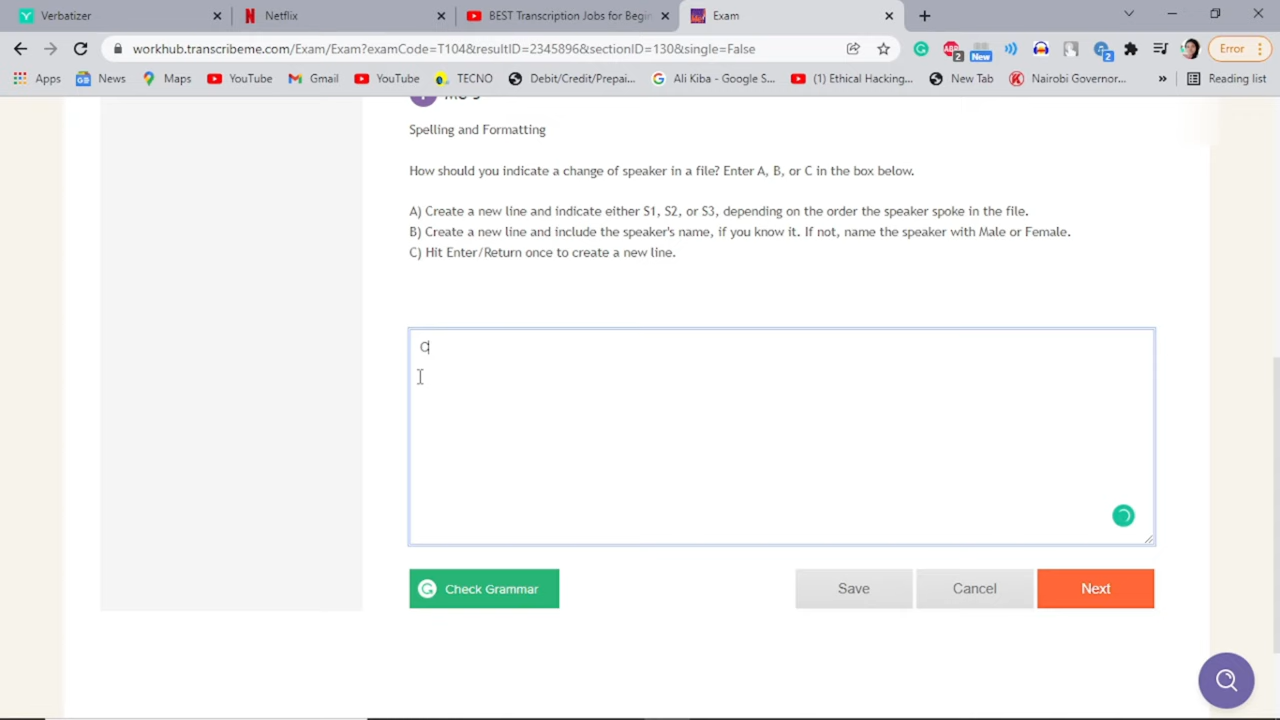 Verbatizer
Netflix
BEST Transcription Jobs for Begin
Exam
workhub.transcribeme.com/Exam/Exam?examCode=T104&resultID=2345896&sectionID=130&single=False
Error
Apps
News
Maps
YouTube
Gmail
YouTube
TECNO
Debit/Credit/Prepai...
Ali Kiba - Google S...
(1) Ethical Hacking...
New Tab
Nairobi Governor...
»
Reading list
2
New
2
Spelling and Formatting
How should you indicate a change of speaker in a file? Enter A, B, or C in the box below.
A) Create a new line and indicate either S1, S2, or S3, depending on the order the speaker spoke in the file.
B) Create a new line and include the speaker's name, if you know it. If not, name the speaker with Male or Female.
C) Hit Enter/Return once to create a new line.
C
Check Grammar
Save
Cancel
Next